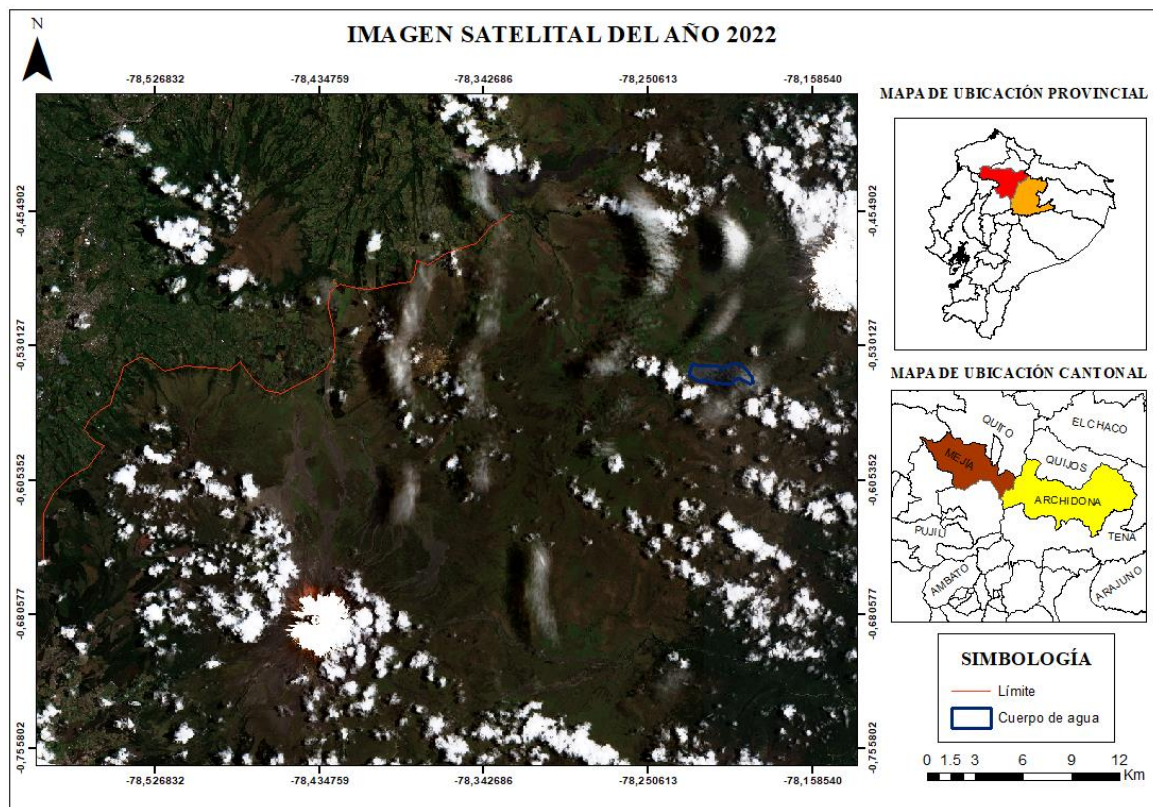 N
IMAGEN SATELITAL DEL AÑO 2022
-78,526832 -78,434759 -78,342686 -78,250613 -78,158540
-0,454902 -0,454902
-0,530127 -0,530127
-0,605352 -0,605352
-0,680577 -0,680577
-0,755802 -0,755802
-78,526832 -78,434759 -78,342686 -78,250613 -78,158540
MAPA DE UBICACIÓN PROVINCIAL
MAPA DE UBICACIÓN CANTONAL
QUITO
EL CHACO
MEJÍA
QUIJOS
ARCHIDONA
PUJILÍ
TENA
AMBATO
ARAJUNO
SIMBOLOGÍA
Límite
Cuerpo de agua
0 1.5 3 6 9 12
Km